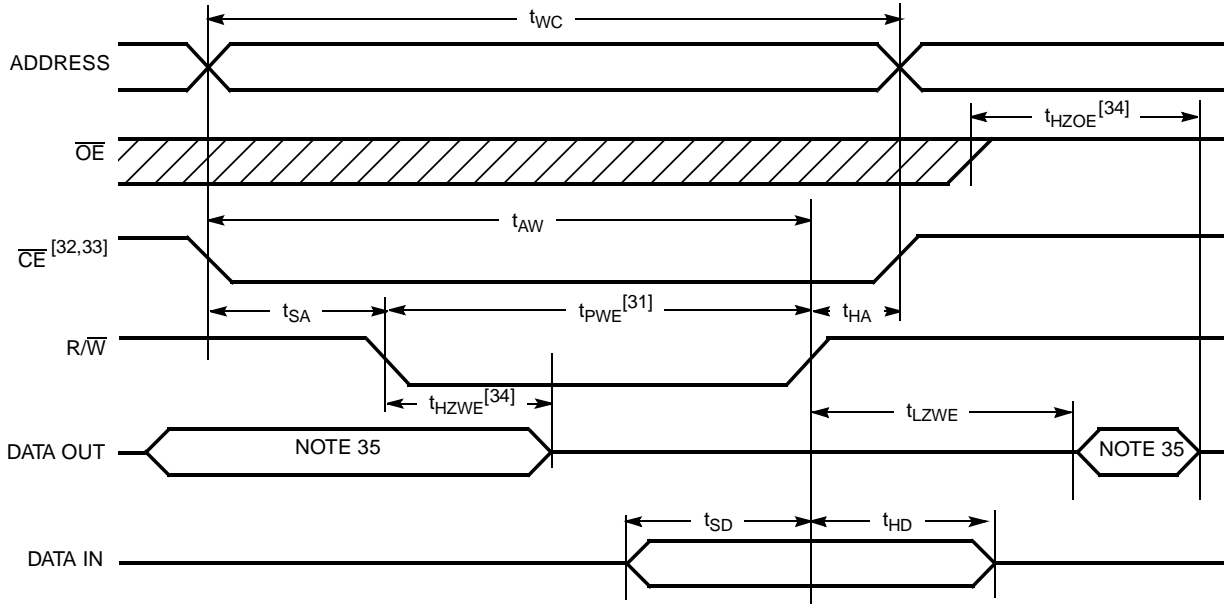 tWC
ADDRESS
tHZOE[34]
OE
tAW
CE [32,33]
tSA
tPWE[31]
tHA
R/W
tHZWE[34]
tLZWE
DATA OUT
NOTE 35
NOTE 35
tSD
tHD
DATA IN